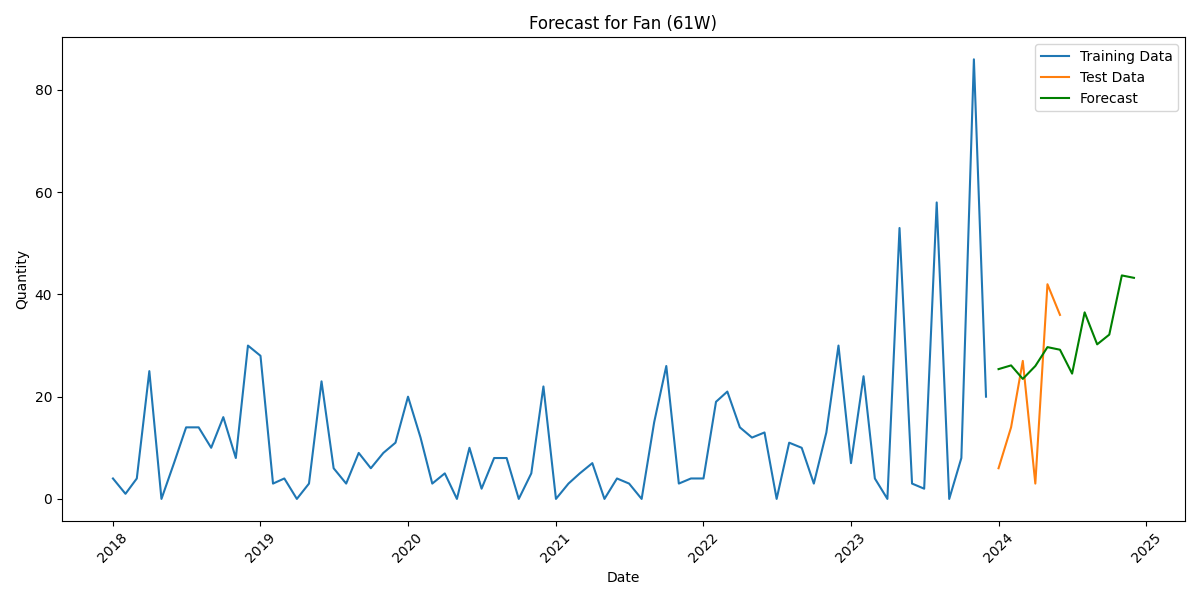 Forecast for Fan (61W)
Training Data
Test Data
Forecast
Quantity
80
60
40
20
0
2018
2019
2020
2021
2022
2023
2024
2025
Date